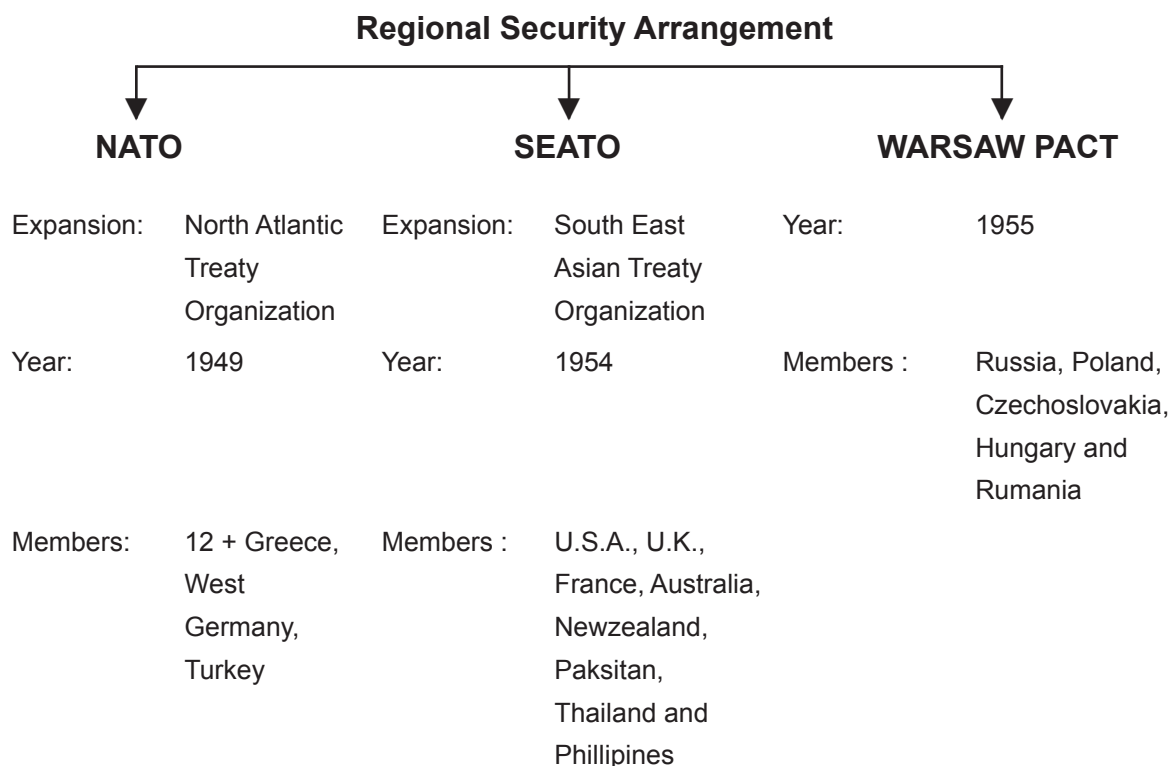 Regional Security Arrangement
NATO
Expansion: North Atlantic
Treaty
Organization
Year: 1949
Members: 12 + Greece,
West
Germany,
Turkey
SEATO
Expansion: South East
Asian Treaty
Organization
Year: 1954
Members : U.S.A., U.K.,
France, Australia,
Newzealand,
Paksitan,
Thailand and
Phillipines
WARSAW PACT
Year: 1955
Members : Russia, Poland,
Czechoslovakia,
Hungary and
Rumania